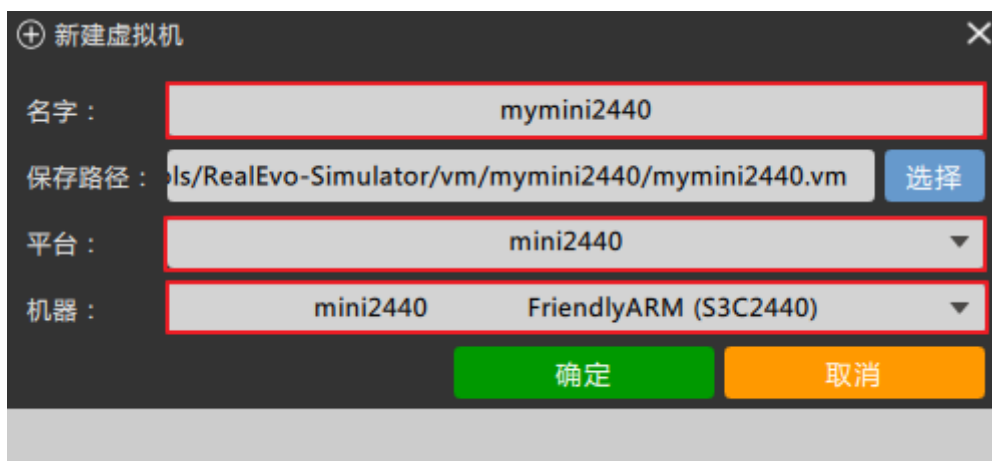 新建虚拟机
名字：
mymini2440
保存路径： ls/RealEvo-Simulator/vm/mymini2440/mymini2440.vm 选择
平台： mini2440
机器： mini2440 FriendlyARM (S3C2440)
确定 取消